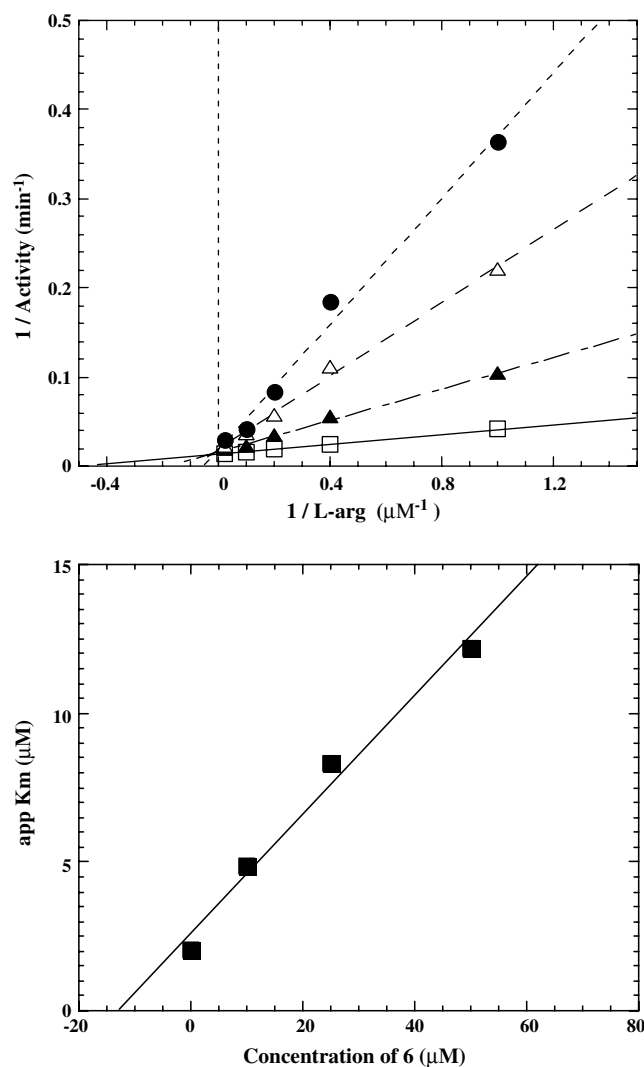 0.5
0.4
0.3
0.2
0.1
0
1 / Activity (min⁻¹)
-0.4 0 0.4 0.8 1.2
1 / L-arg (μM⁻¹ )
15
10
5
0
app Km (μM)
-20 0 20 40 60 80
Concentration of 6 (μM)